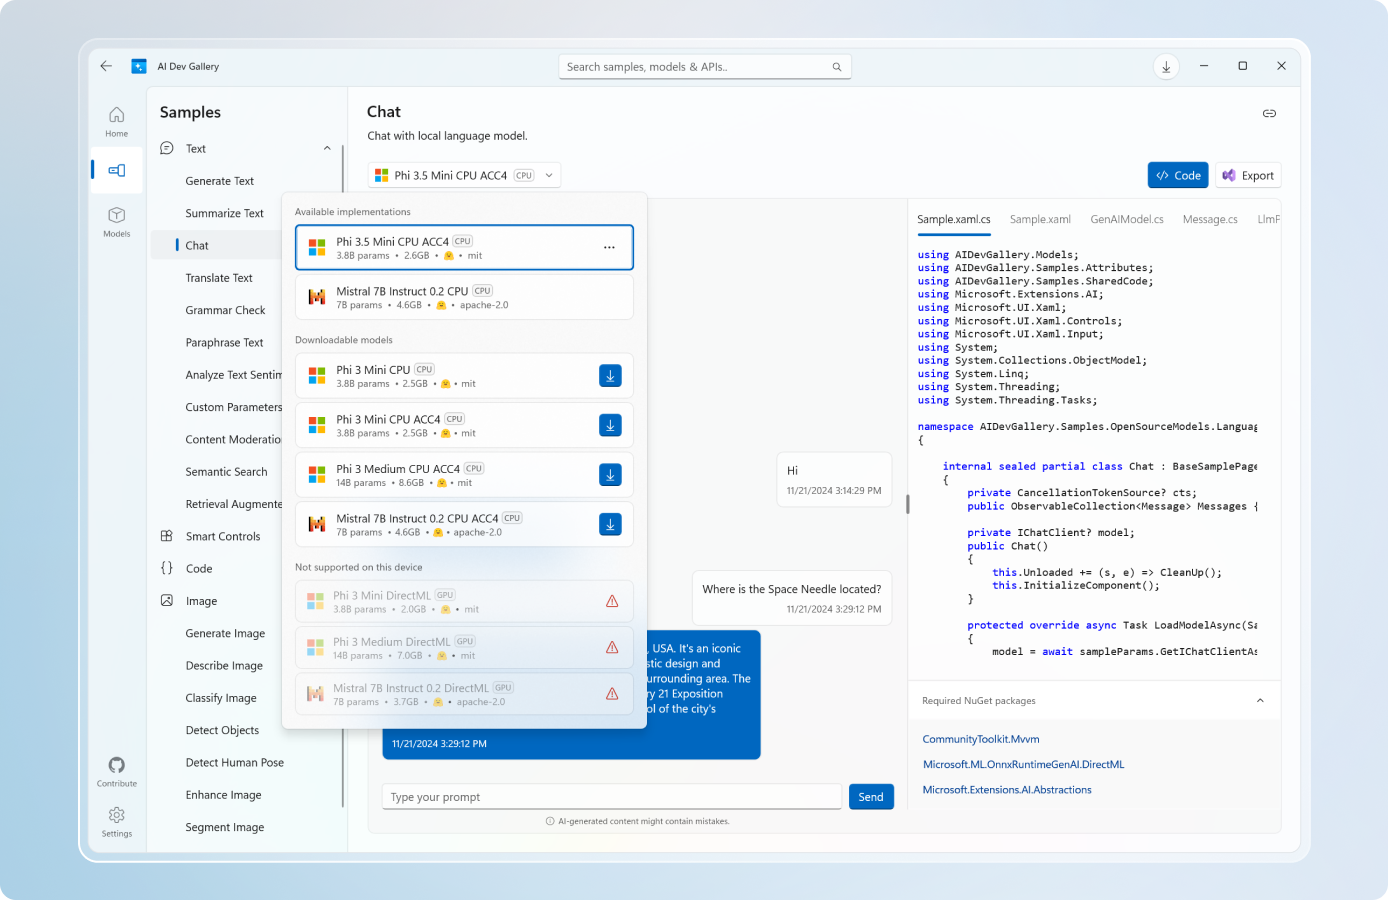 AI Dev Gallery
Search samples, models & APIs..
Home
Models
Contribute
Settings
Samples
Text
Generate Text
Summarize Text
Chat
Translate Text
Grammar Check
Paraphrase Text
Analyze Text Sentim
Custom Parameters
Content Moderatio
Semantic Search
Retrieval Augmente
Smart Controls
Code
Image
Generate Image
Describe Image
Classify Image
Detect Objects
Detect Human Pose
Enhance Image
Segment Image
Chat
Chat with local language model.
Phi 3.5 Mini CPU ACC4 CPU
Code
Export
Available implementations
Phi 3.5 Mini CPU ACC4 CPU
3.8B params • 2.6GB • • mit
Mistral 7B Instruct 0.2 CPU CPU
7B params • 4.6GB • • apache-2.0
Downloadable models
Phi 3 Mini CPU CPU
3.8B params • 2.5GB • • mit
Phi 3 Mini CPU ACC4 CPU
3.8B params • 2.5GB • • mit
Phi 3 Medium CPU ACC4 CPU
14B params • 8.6GB • • mit
Mistral 7B Instruct 0.2 CPU ACC4 CPU
7B params • 4.6GB • • apache-2.0
Not supported on this device
Phi 3 Mini DirectML GPU
3.8B params • 2.0GB • • mit
Phi 3 Medium DirectML GPU
14B params • 7.0GB • • mit
Mistral 7B Instruct 0.2 DirectML GPU
7B params • 3.7GB • • apache-2.0
Hi
11/21/2024 3:14:29 PM
Where is the Space Needle located?
11/21/2024 3:29:12 PM
, USA. It's an iconic
stic design and
urrounding area. The
ry 21 Exposition
ol of the city's
11/21/2024 3:29:12 PM
Type your prompt
Send
AI-generated content might contain mistakes.
Sample.xaml.cs Sample.xaml GenAIModel.cs Message.cs LlmP
using AIDevGallery.Models;
using AIDevGallery.Samples.Attributes;
using AIDevGallery.Samples.SharedCode;
using Microsoft.Extensions.AI;
using Microsoft.UI.Xaml;
using Microsoft.UI.Xaml.Controls;
using Microsoft.UI.Xaml.Input;
using System;
using System.Collections.ObjectModel;
using System.Linq;
using System.Threading;
using System.Threading.Tasks;
namespace AIDevGallery.Samples.OpenSourceModels.Languag
{
internal sealed partial class Chat : BaseSamplePage
{
private CancellationTokenSource? cts;
public ObservableCollection<Message> Messages {
private IChatClient? model;
public Chat()
{
this.Unloaded += (s, e) => CleanUp();
this.InitializeComponent();
}
protected override async Task LoadModelAsync(Sa
{
model = await sampleParams.GetIChatClientAs
Required NuGet packages
CommunityToolkit.Mvvm
Microsoft.ML.OnnxRuntimeGenAI.DirectML
Microsoft.Extensions.AI.Abstractions